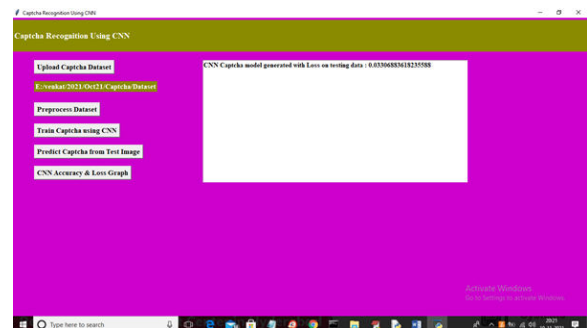 Captcha Recognition Using CNN
Captcha Recognition Using CNN
Upload Captcha Dataset
E:/venkat/2021/Oct21/Captcha/Dataset
Preprocess Dataset
Train Captcha using CNN
Predict Captcha from Test Image
CNN Accuracy & Loss Graph
CNN Captcha model generated with Loss on testing data : 0.03306883618235588
Activate Windows
Go to Settings to activate Windows.
Type here to search
20:21